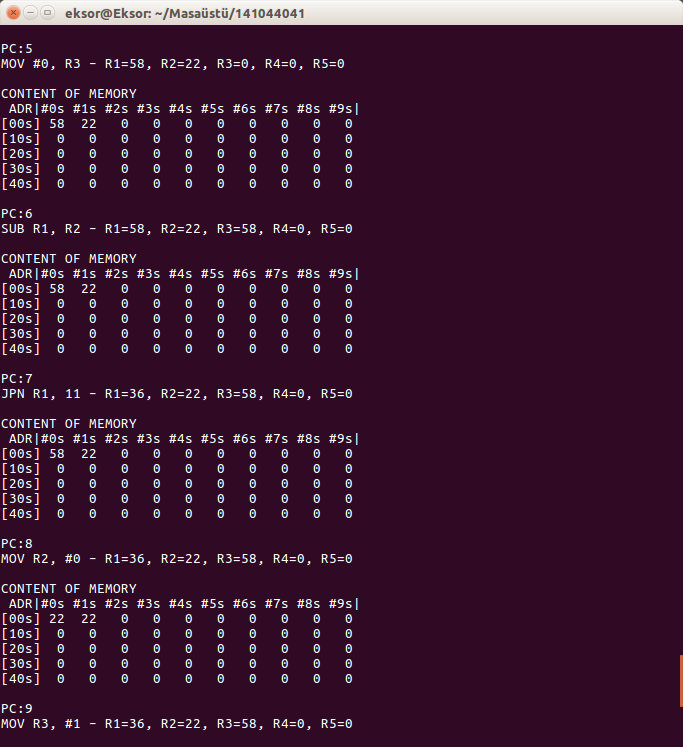 eksor@Eksor: ~/Masaüstü/141044041
PC:5
MOV #0, R3 – R1=58, R2=22, R3=0, R4=0, R5=0
CONTENT OF MEMORY
ADR|#0s #1s #2s #3s #4s #5s #6s #7s #8s #9s|
[00s] 58 22 0 0 0 0 0 0 0 0
[10s] 0 0 0 0 0 0 0 0 0 0
[20s] 0 0 0 0 0 0 0 0 0 0
[30s] 0 0 0 0 0 0 0 0 0 0
[40s] 0 0 0 0 0 0 0 0 0 0
PC:6
SUB R1, R2 – R1=58, R2=22, R3=58, R4=0, R5=0
CONTENT OF MEMORY
ADR|#0s #1s #2s #3s #4s #5s #6s #7s #8s #9s|
[00s] 58 22 0 0 0 0 0 0 0 0
[10s] 0 0 0 0 0 0 0 0 0 0
[20s] 0 0 0 0 0 0 0 0 0 0
[30s] 0 0 0 0 0 0 0 0 0 0
[40s] 0 0 0 0 0 0 0 0 0 0
PC:7
JPN R1, 11 – R1=36, R2=22, R3=58, R4=0, R5=0
CONTENT OF MEMORY
ADR|#0s #1s #2s #3s #4s #5s #6s #7s #8s #9s|
[00s] 58 22 0 0 0 0 0 0 0 0
[10s] 0 0 0 0 0 0 0 0 0 0
[20s] 0 0 0 0 0 0 0 0 0 0
[30s] 0 0 0 0 0 0 0 0 0 0
[40s] 0 0 0 0 0 0 0 0 0 0
PC:8
MOV R2, #0 – R1=36, R2=22, R3=58, R4=0, R5=0
CONTENT OF MEMORY
ADR|#0s #1s #2s #3s #4s #5s #6s #7s #8s #9s|
[00s] 22 22 0 0 0 0 0 0 0 0
[10s] 0 0 0 0 0 0 0 0 0 0
[20s] 0 0 0 0 0 0 0 0 0 0
[30s] 0 0 0 0 0 0 0 0 0 0
[40s] 0 0 0 0 0 0 0 0 0 0
PC:9
MOV R3, #1 – R1=36, R2=22, R3=58, R4=0, R5=0